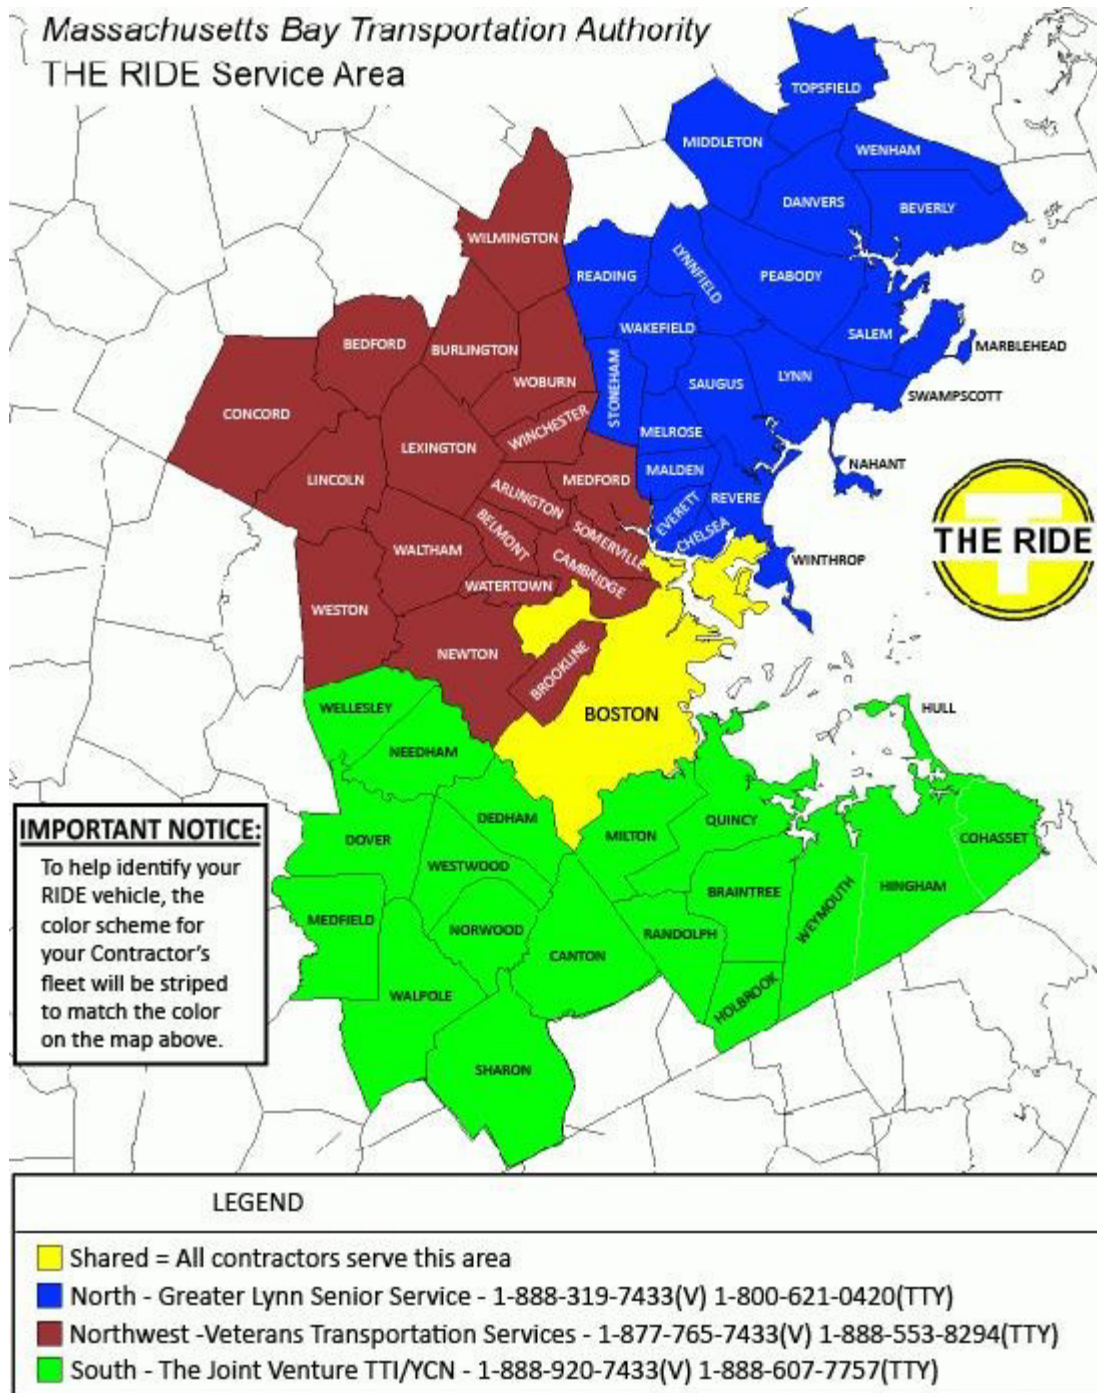 Massachusetts Bay Transportation Authority
THE RIDE Service Area
TOPSFIELD
MIDDLETON
WENHAM
DANVERS
BEVERLY
WILMINGTON
READING
LYNNFIELD
PEABODY
WAKEFIELD
SALEM
MARBLEHEAD
BEDFORD
BURLINGTON
WOBURN
STONEHAM
SAUGUS
LYNN
SWAMPSCOTT
CONCORD
WINCHESTER
LEXINGTON
MELROSE
NAHANT
LINCOLN
MEDFORD
MALDEN
ARLINGTON
REVERE
EVERETT
CHELSEA
BELMONT
SOMERVILLE
WALTHAM
CAMBRIDGE
WINTHROP
WATERTOWN
WESTON
NEWTON
BROOKLINE
BOSTON
T
THE RIDE
HULL
WELLESLEY
NEEDHAM
DEDHAM
QUINCY
MILTON
COHASSET
DOVER
WESTWOOD
BRAINTREE
HINGHAM
WEYMOUTH
MEDFIELD
NORWOOD
RANDOLPH
CANTON
WALPOLE
HOLBROOK
SHARON
IMPORTANT NOTICE:
To help identify your
RIDE vehicle, the
color scheme for
your Contractor's
fleet will be striped
to match the color
on the map above.
LEGEND
Shared = All contractors serve this area
North - Greater Lynn Senior Service - 1-888-319-7433(V) 1-800-621-0420(TTY)
Northwest -Veterans Transportation Services - 1-877-765-7433(V) 1-888-553-8294(TTY)
South - The Joint Venture TTI/YCN - 1-888-920-7433(V) 1-888-607-7757(TTY)